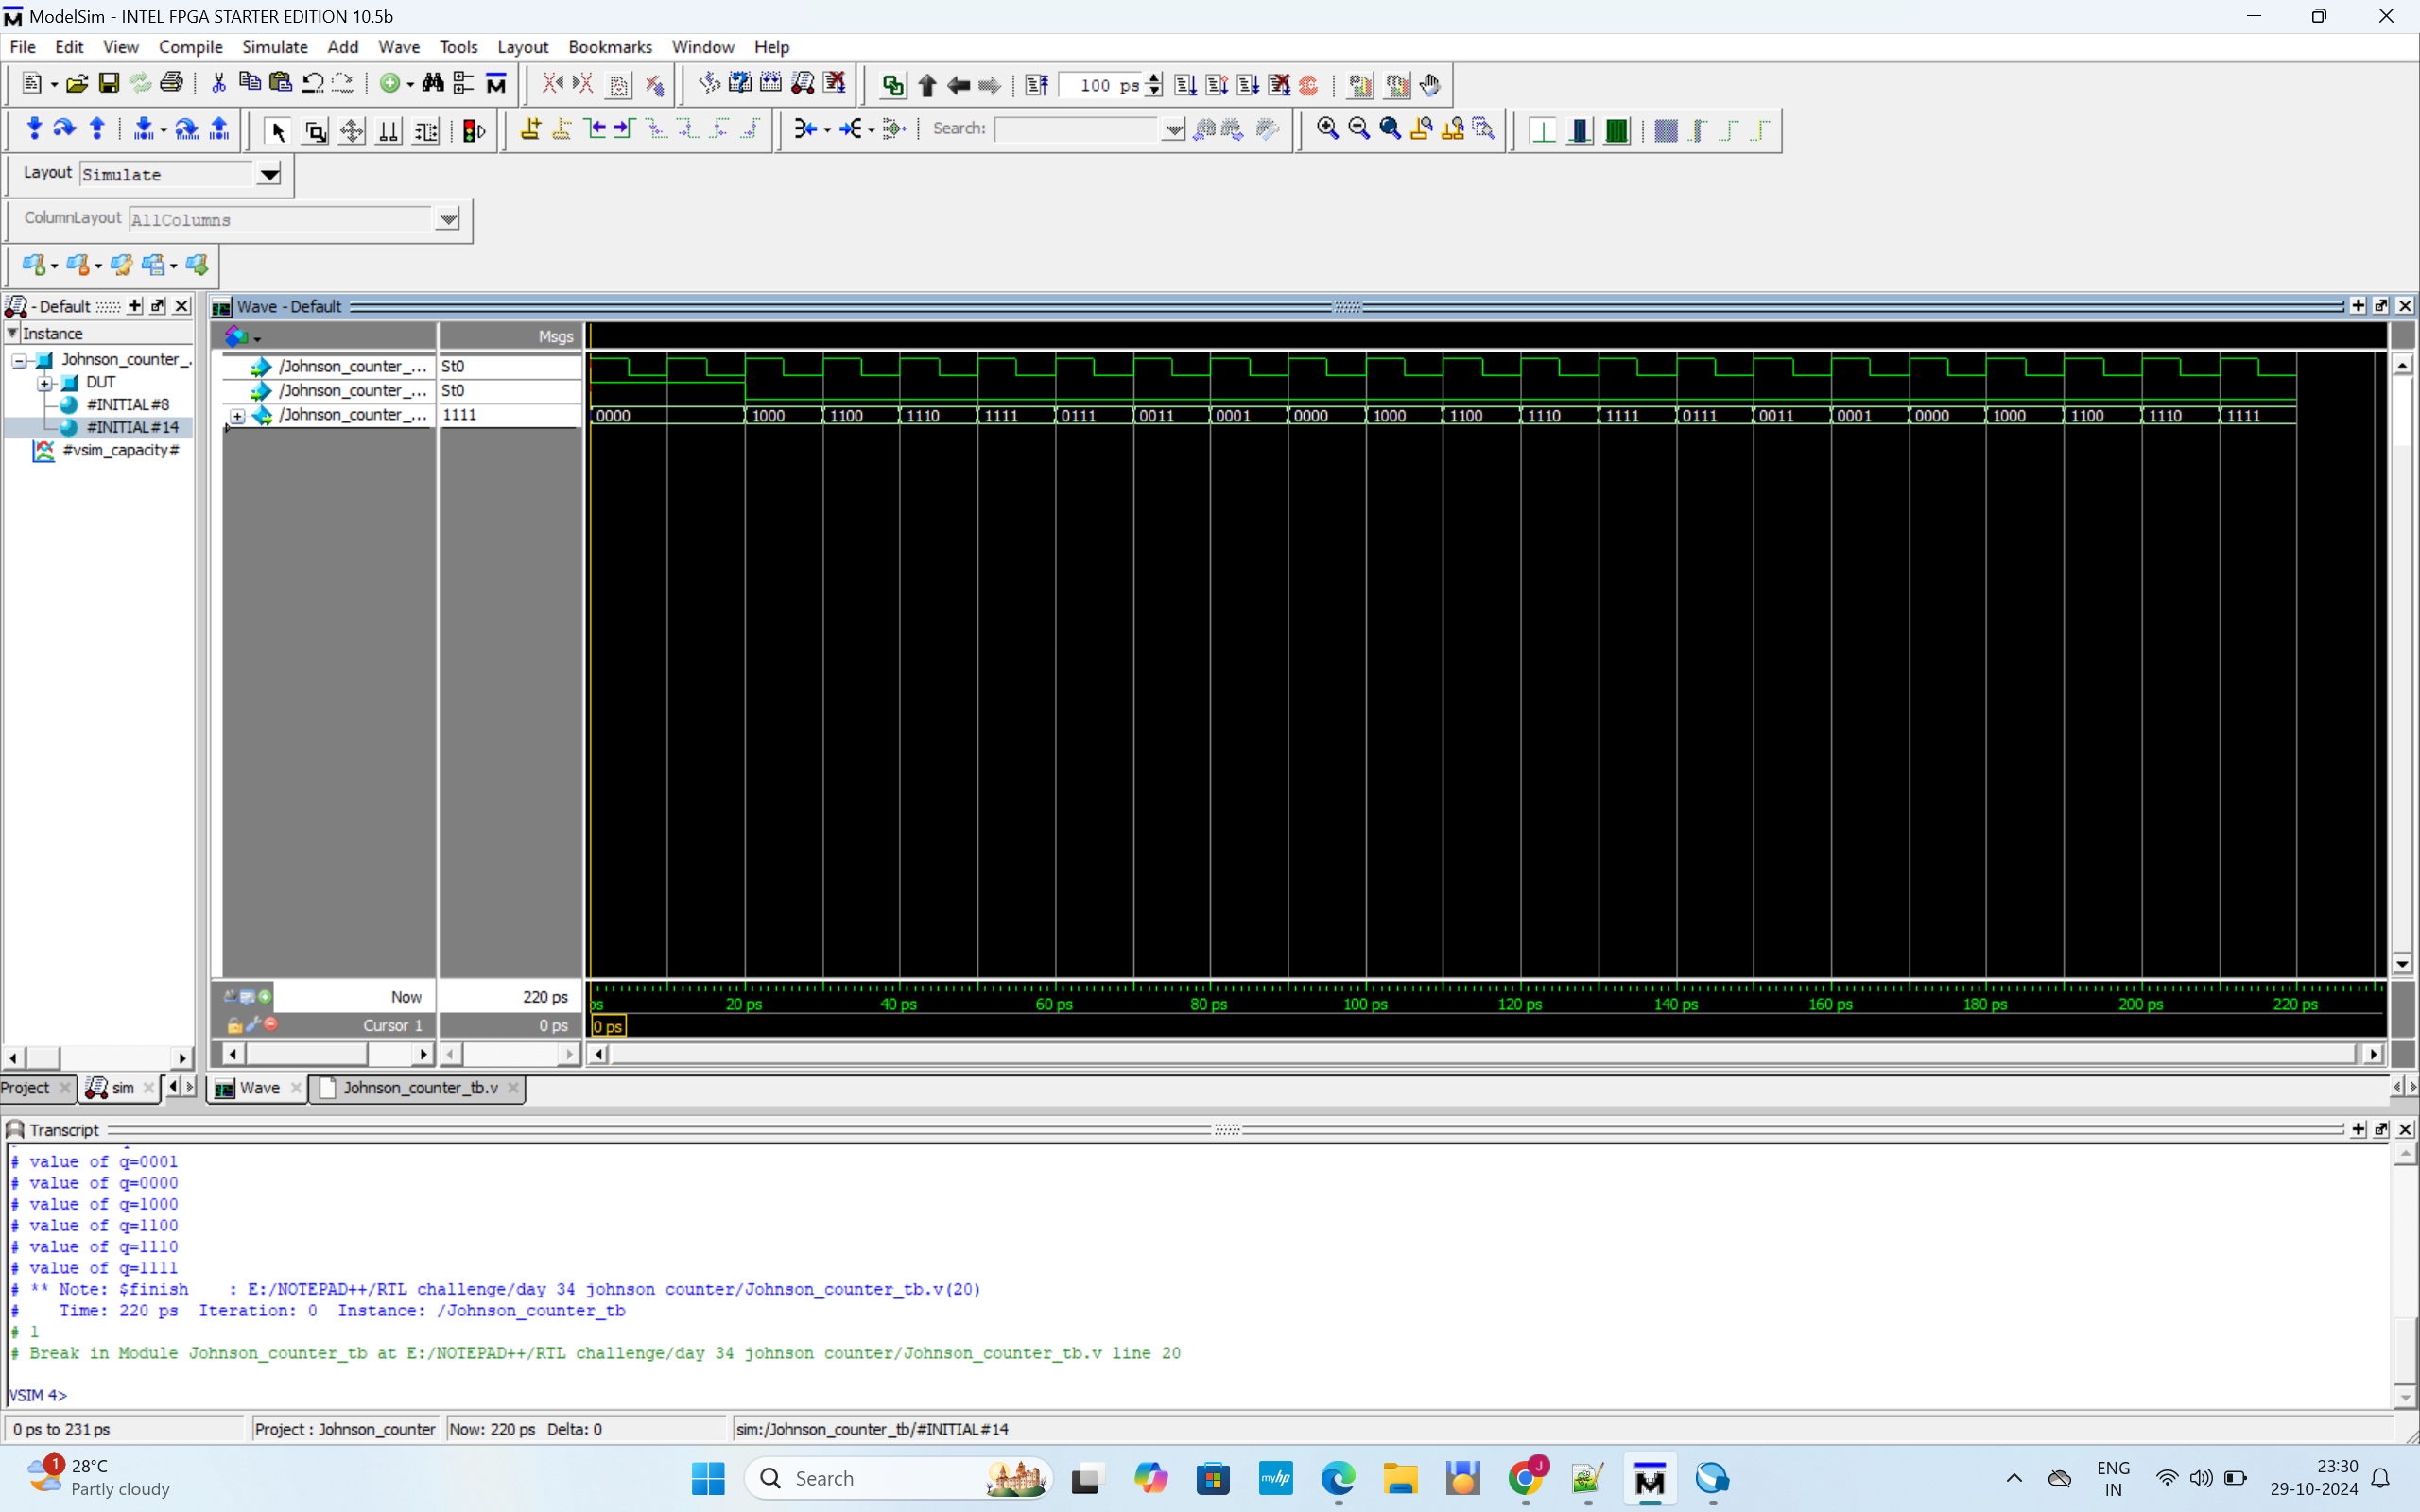 ModelSim - INTEL FPGA STARTER EDITION 10.5b
File Edit View Compile Simulate Add Wave Tools Layout Bookmarks Window Help
100 ps
Search:
Layout Simulate
ColumnLayout AllColumns
- Default
Wave - Default
Instance
Msgs
Johnson_counter_.
DUT
#INITIAL#8
#INITIAL#14
#vsim_capacity#
/Johnson_counter_... St0
/Johnson_counter_... St0
/Johnson_counter_... 1111
0000 1000 1100 1110 1111 0111 0011 0001 0000 1000 1100 1110 1111 0111 0011 0001 0000 1000 1100 1110 1111
Now 220 ps
ps 20 ps 40 ps 60 ps 80 ps 100 ps 120 ps 140 ps 160 ps 180 ps 200 ps 220 ps
Cursor 1 0 ps
0 ps
Project sim Wave Johnson_counter_tb.v
Transcript
# value of q=0001
# value of q=0000
# value of q=1000
# value of q=1100
# value of q=1110
# value of q=1111
# ** Note: $finish : E:/NOTEPAD++/RTL challenge/day 34 johnson counter/Johnson_counter_tb.v(20)
# Time: 220 ps Iteration: 0 Instance: /Johnson_counter_tb
# 1
# Break in Module Johnson_counter_tb at E:/NOTEPAD++/RTL challenge/day 34 johnson counter/Johnson_counter_tb.v line 20
VSIM 4>
0 ps to 231 ps Project : Johnson_counter Now: 220 ps Delta: 0 sim:/Johnson_counter_tb/#INITIAL#14
1
28°C
Partly cloudy
Search
myhp
J
ENG
IN
23:30
29-10-2024